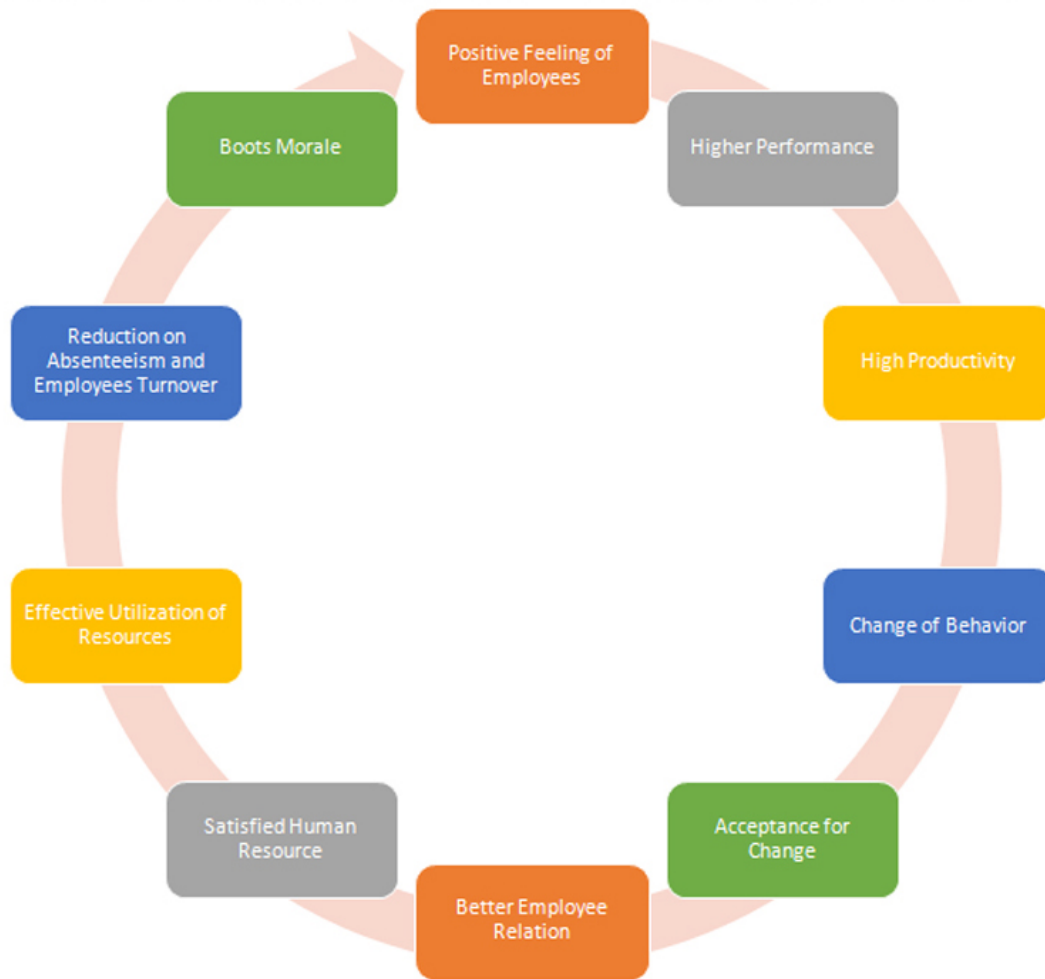 Positive Feeling of
Employees
Higher Performance
High Productivity
Change of Behavior
Acceptance for
Change
Better Employee
Relation
Satisfied Human
Resource
Effective Utilization of
Resources
Reduction on
Absenteeism and
Employees Turnover
Boots Morale